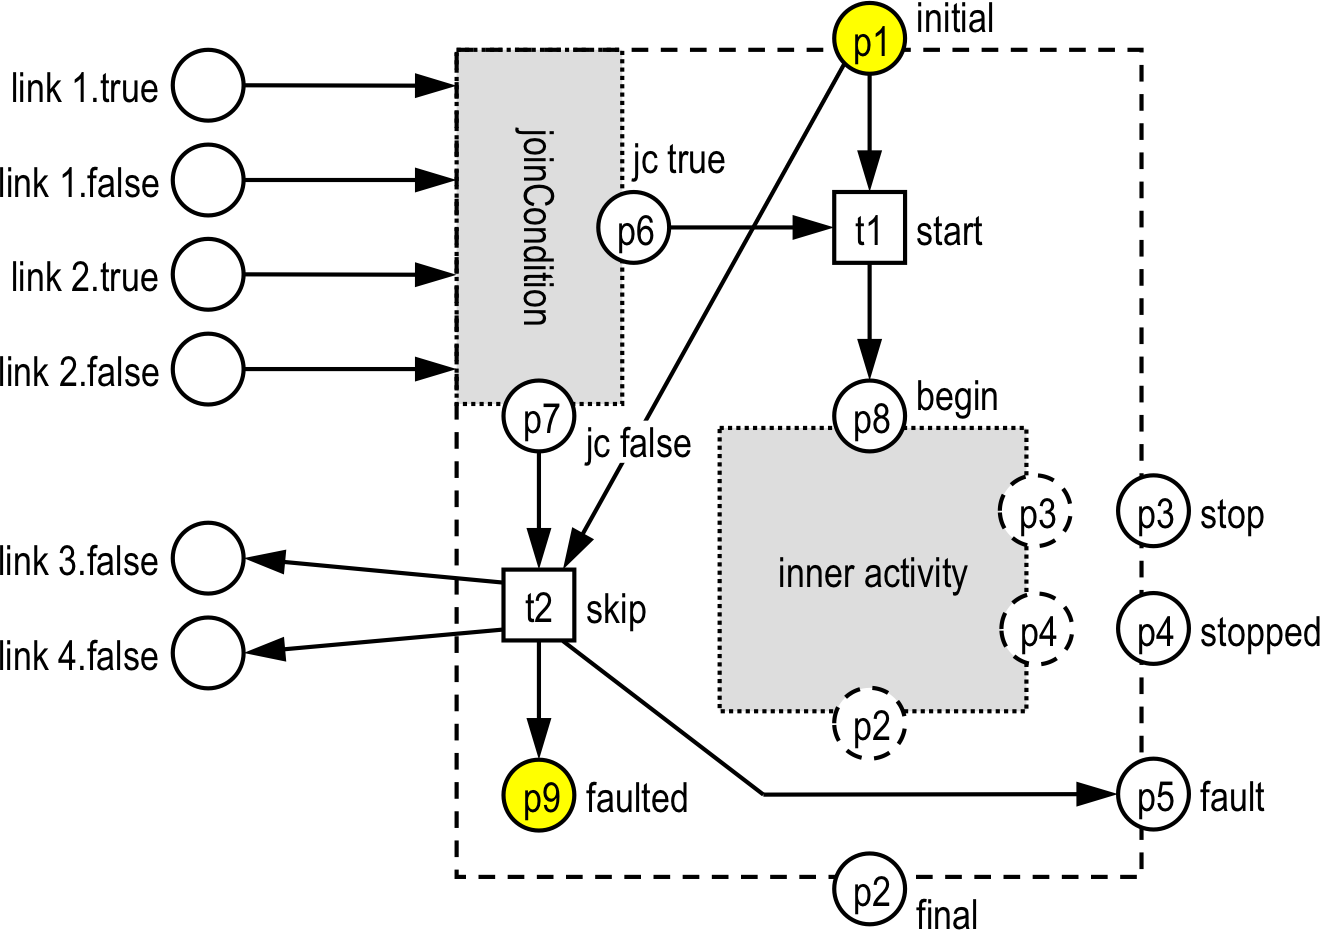 p1 initial
link 1.true
link 1.false
link 2.true
link 2.false
joinCondition
jc true
p6
t1 start
p7
jc false
p8 begin
p3
p3 stop
inner activity
link 3.false
link 4.false
t2 skip
p4
p4 stopped
p2
p9 faulted
p5 fault
p2 final